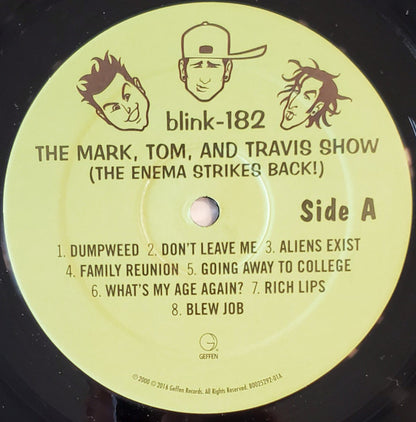 blink-182
THE MARK, TOM, AND TRAVIS SHOW
(THE ENEMA STRIKES BACK!)
Side A
1. DUMPWEED 2. DON'T LEAVE ME 3. ALIENS EXIST
4. FAMILY REUNION 5. GOING AWAY TO COLLEGE
6. WHAT'S MY AGE AGAIN? 7. RICH LIPS
8. BLEW JOB
G
GEFFEN
℗ 2000 © 2016 Geffen Records. All Rights Reserved. B0025292-01A